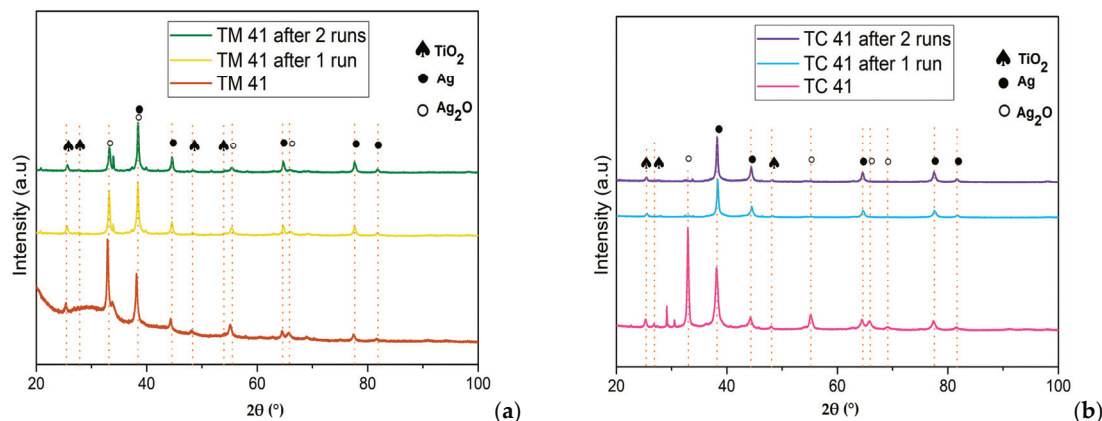 TM 41 after 2 runs
TM 41 after 1 run
TM 41
TiO2
Ag
Ag2O
Intensity (a.u)
20 40 60 80 100
2θ (°)
(a)
TC 41 after 2 runs
TC 41 after 1 run
TC 41
TiO2
Ag
Ag2O
Intensity (a.u)
20 40 60 80 100
2θ (°)
(b)